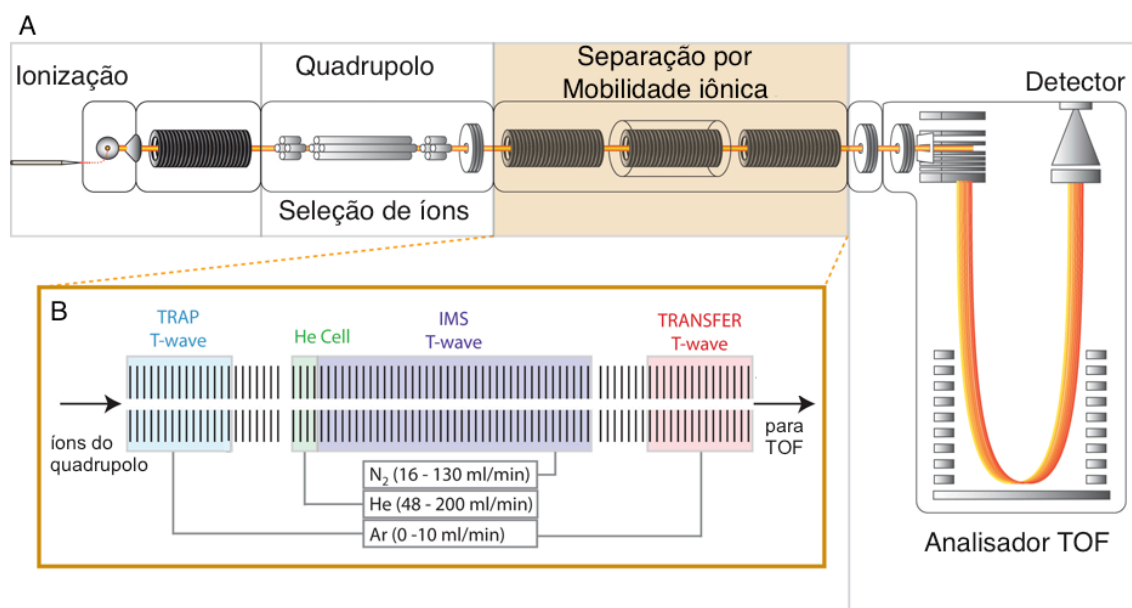 A
Ionização
Quadrupolo
Separação por
Mobilidade iônica
Detector
Seleção de íons
B
TRAP
T-wave
He Cell
IMS
T-wave
TRANSFER
T-wave
íons do
quadrupolo
para
TOF
N₂ (16 - 130 ml/min)
He (48 - 200 ml/min)
Ar (0 -10 ml/min)
Analisador TOF